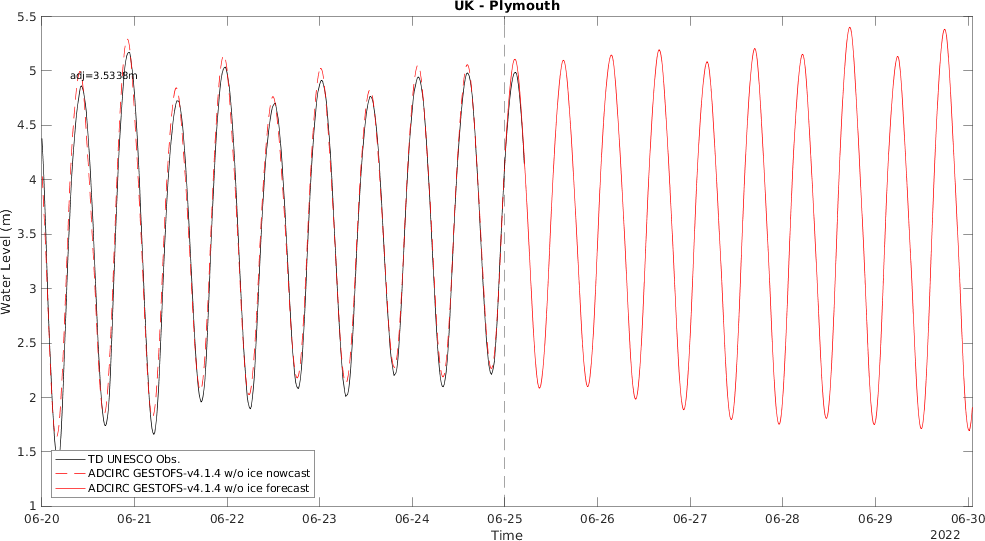 UK - Plymouth
adj=3.5338m
5.5
5
4.5
4
3.5
3
2.5
2
1.5
1
Water Level (m)
TD UNESCO Obs.
ADCIRC GESTOFS-v4.1.4 w/o ice nowcast
ADCIRC GESTOFS-v4.1.4 w/o ice forecast
06-20 06-21 06-22 06-23 06-24 06-25 06-26 06-27 06-28 06-29 06-30
Time
2022